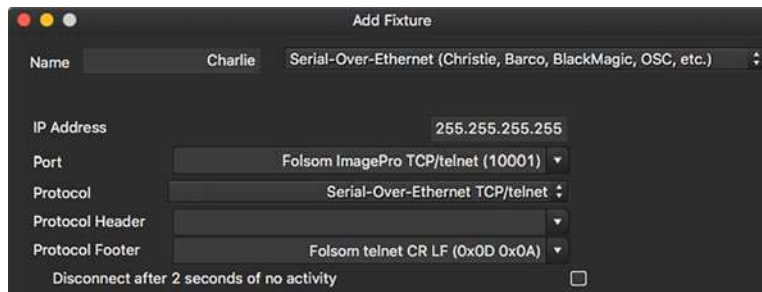 Add Fixture
Name Charlie Serial-Over-Ethernet (Christie, Barco, BlackMagic, OSC, etc.)
IP Address 255.255.255.255
Port Folsom ImagePro TCP/telnet (10001)
Protocol Serial-Over-Ethernet TCP/telnet
Protocol Header
Protocol Footer Folsom telnet CR LF (0x0D 0x0A)
Disconnect after 2 seconds of no activity